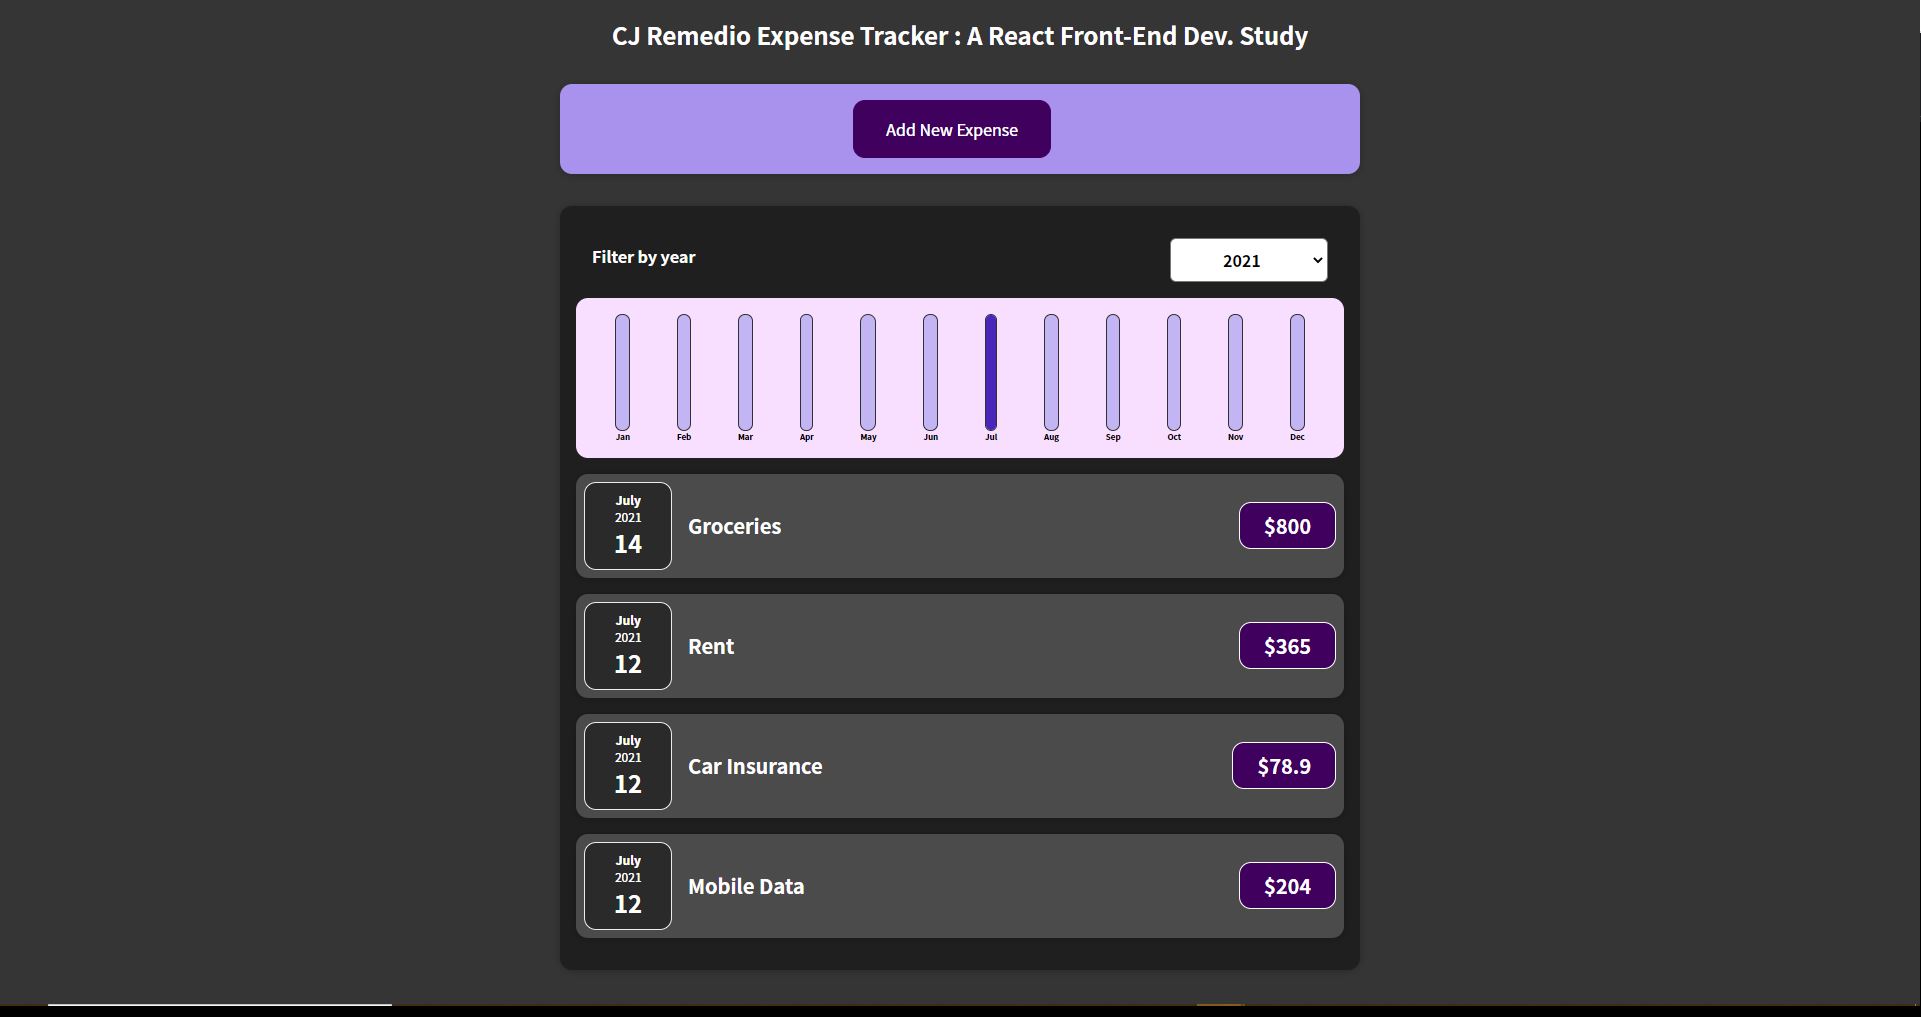 CJ Remedio Expense Tracker : A React Front-End Dev. Study
Add New Expense
Filter by year
2021
Jan Feb Mar Apr May Jun Jul Aug Sep Oct Nov Dec
July
2021
14
Groceries
$800
July
2021
12
Rent
$365
July
2021
12
Car Insurance
$78.9
July
2021
12
Mobile Data
$204